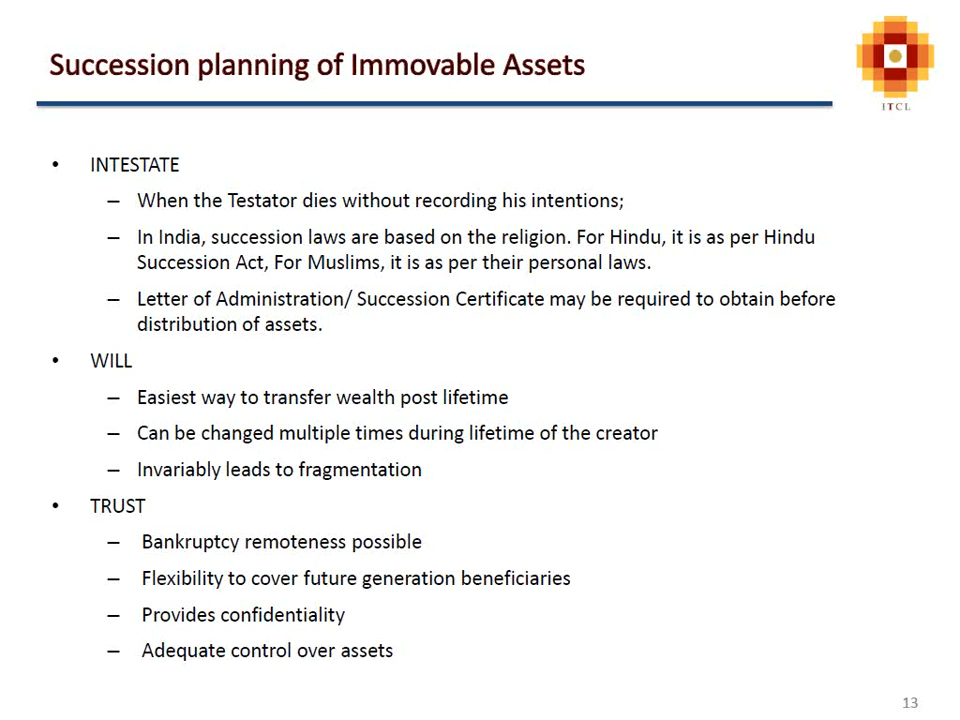 Succession planning of Immovable Assets
ITCL
• INTESTATE
– When the Testator dies without recording his intentions;
– In India, succession laws are based on the religion. For Hindu, it is as per Hindu
Succession Act, For Muslims, it is as per their personal laws.
– Letter of Administration/ Succession Certificate may be required to obtain before
distribution of assets.
• WILL
– Easiest way to transfer wealth post lifetime
– Can be changed multiple times during lifetime of the creator
– Invariably leads to fragmentation
• TRUST
– Bankruptcy remoteness possible
– Flexibility to cover future generation beneficiaries
– Provides confidentiality
– Adequate control over assets
13